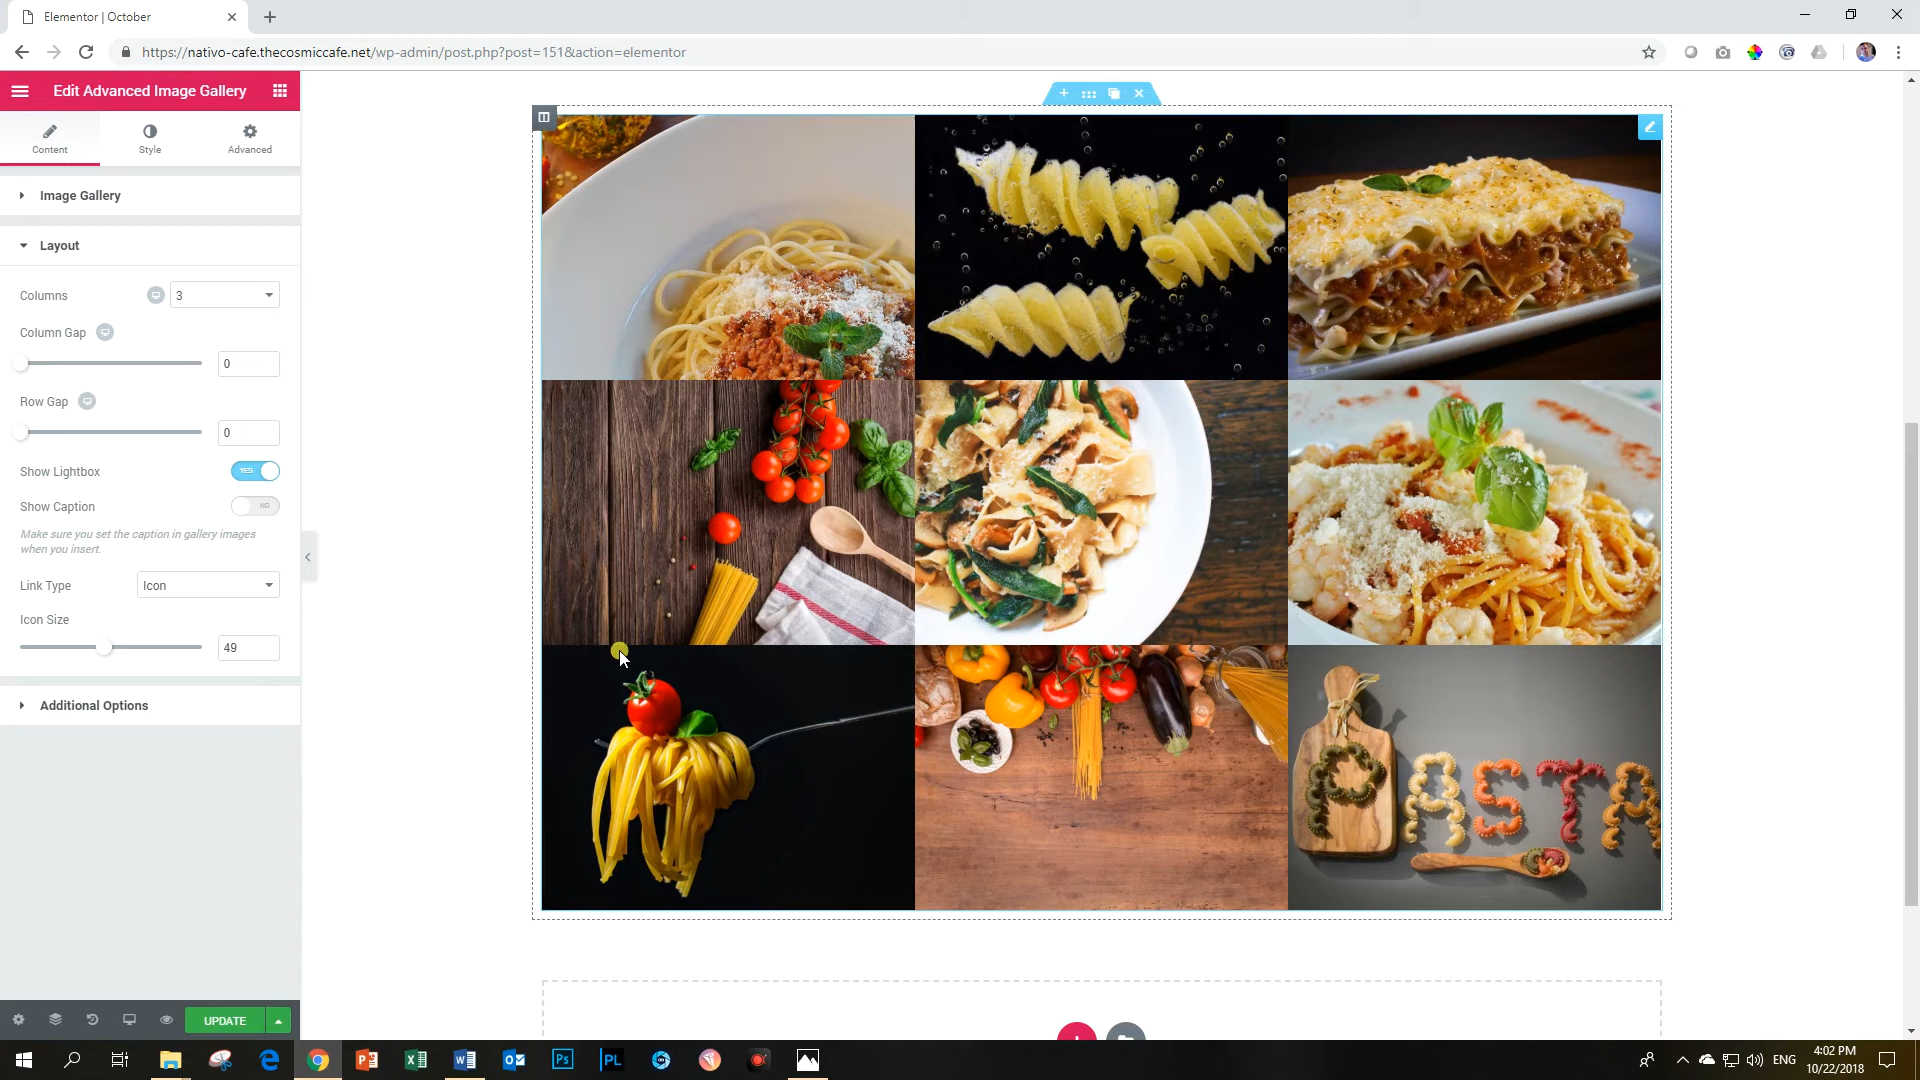 Elementor | October
https://nativo-cafe.thecosmiccafe.net/wp-admin/post.php?post=151&action=elementor
Edit Advanced Image Gallery
Content
Style
Advanced
Image Gallery
Layout
Columns
3
Column Gap
0
Row Gap
0
Show Lightbox
YES
Show Caption
NO
Make sure you set the caption in gallery images
when you insert.
Link Type
Icon
Icon Size
49
Additional Options
UPDATE
PASTA
Ps
PL
ENG
4:02 PM
10/22/2018